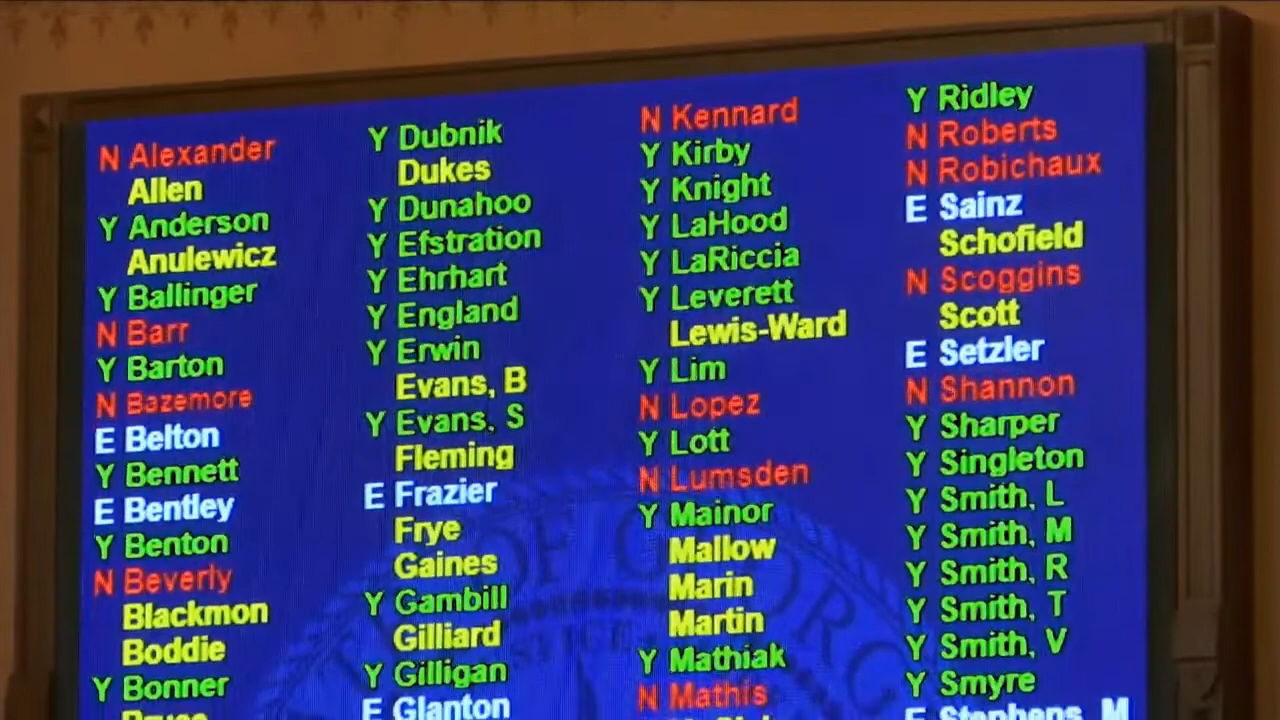 N Alexander
Allen
Y Anderson
Anulewicz
Y Ballinger
N Barr
Y Barton
N Bazemore
E Belton
Y Bennett
E Bentley
Y Benton
N Beverly
Blackmon
Boddie
Y Bonner
Y Dubnik
Dukes
Y Dunahoo
Y Efstration
Y Ehrhart
Y England
Y Erwin
Evans, B
Y Evans, S
Fleming
E Frazier
Frye
Gaines
Y Gambill
Gilliard
Y Gilligan
E Glanton
N Kennard
Y Kirby
Y Knight
Y LaHood
Y LaRiccia
Y Leverett
Lewis-Ward
Y Lim
N Lopez
Y Lott
N Lumsden
Y Mainor
Mallow
Marin
Martin
Y Mathiak
N Mathis
Y Ridley
N Roberts
N Robichaux
E Sainz
Schofield
N Scoggins
Scott
E Setzler
N Shannon
Y Sharper
Y Singleton
Y Smith, L
Y Smith, M
Y Smith, R
Y Smith, T
Y Smith, V
Y Smyre
E Stephens, M
OF GEORG